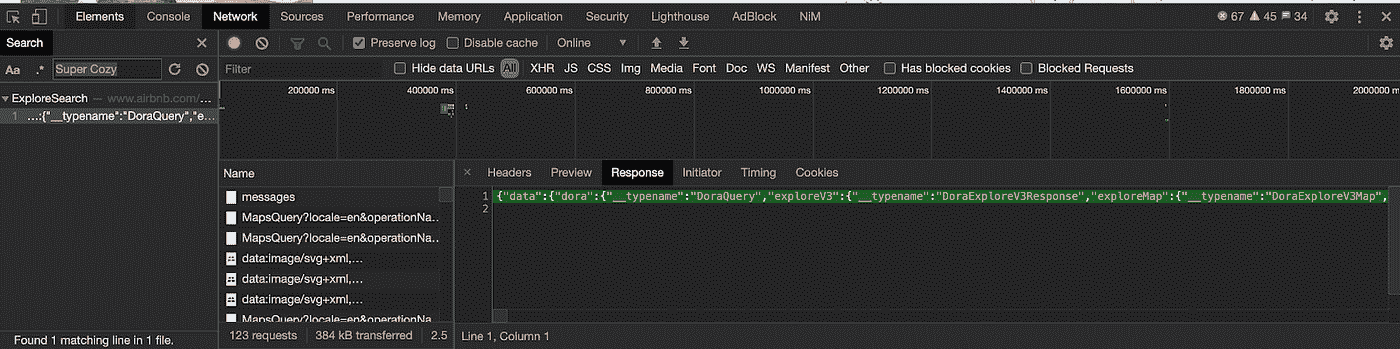 Elements Console Network Sources Performance Memory Application Security Lighthouse AdBlock NiM 67 45 34
Search
Preserve log Disable cache Online
Aa .* Super Cozy
Filter Hide data URLs All XHR JS CSS Img Media Font Doc WS Manifest Other Has blocked cookies Blocked Requests
200000 ms 400000 ms 600000 ms 800000 ms 1000000 ms 1200000 ms 1400000 ms 1600000 ms 1800000 ms 2000000 m
ExploreSearch — www.airbnb.com/…
1 …:{"__typename":"DoraQuery","e…
Name
Headers Preview Response Initiator Timing Cookies
messages
MapsQuery?locale=en&operationNa..
MapsQuery?locale=en&operationNa..
data:image/svg+xml,…
data:image/svg+xml,…
data:image/svg+xml,…
MapsQuery?locale=en&operationNa..
1 {"data":{"dora":{"__typename":"DoraQuery","exploreV3":{"__typename":"DoraExploreV3Response","exploreMap":{"__typename":"DoraExploreV3Map",
2
Found 1 matching line in 1 file.
123 requests 384 kB transferred 2.5
Line 1, Column 1